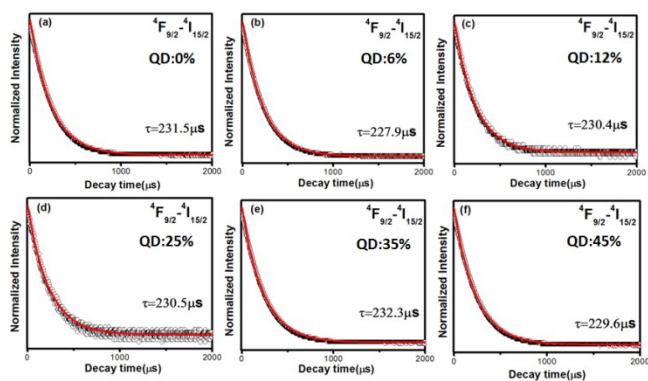 (a)
⁴F₉/₂-⁴I₁₅/₂
QD:0%
τ=231.5μs
Normalized Intensity
0 1000 2000
Decay time(μs)
(b)
⁴F₉/₂-⁴I₁₅/₂
QD:6%
τ=227.9μs
Normalized Intensity
0 1000 2000
Decay time(μs)
(c)
⁴F₉/₂-⁴I₁₅/₂
QD:12%
τ=230.4μs
Normalized Intensity
0 1000 2000
Decay time(μs)
(d)
⁴F₉/₂-⁴I₁₅/₂
QD:25%
τ=230.5μs
Normalized Intensity
0 1000 2000
Decay time(μs)
(e)
⁴F₉/₂-⁴I₁₅/₂
QD:35%
τ=232.3μs
Normalized Intensity
0 1000 2000
Decay time(μs)
(f)
⁴F₉/₂-⁴I₁₅/₂
QD:45%
τ=229.6μs
Normalized Intensity
0 1000 2000
Decay time(μs)